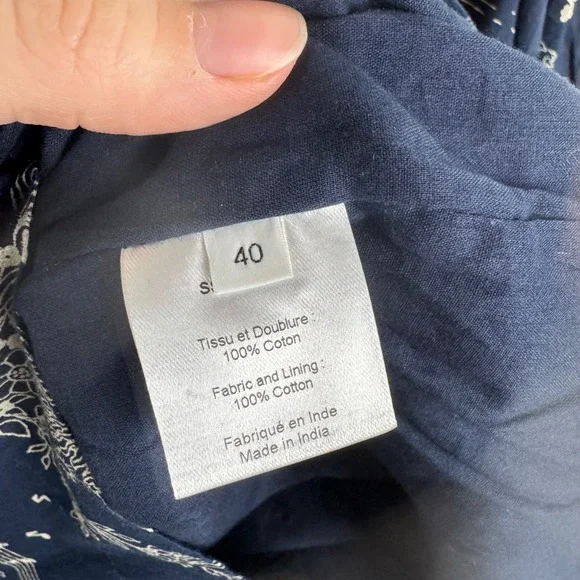 40
Tissu et Doublure :
100% Coton
Fabric and Lining :
100% Cotton
Fabriqué en Inde
Made in India